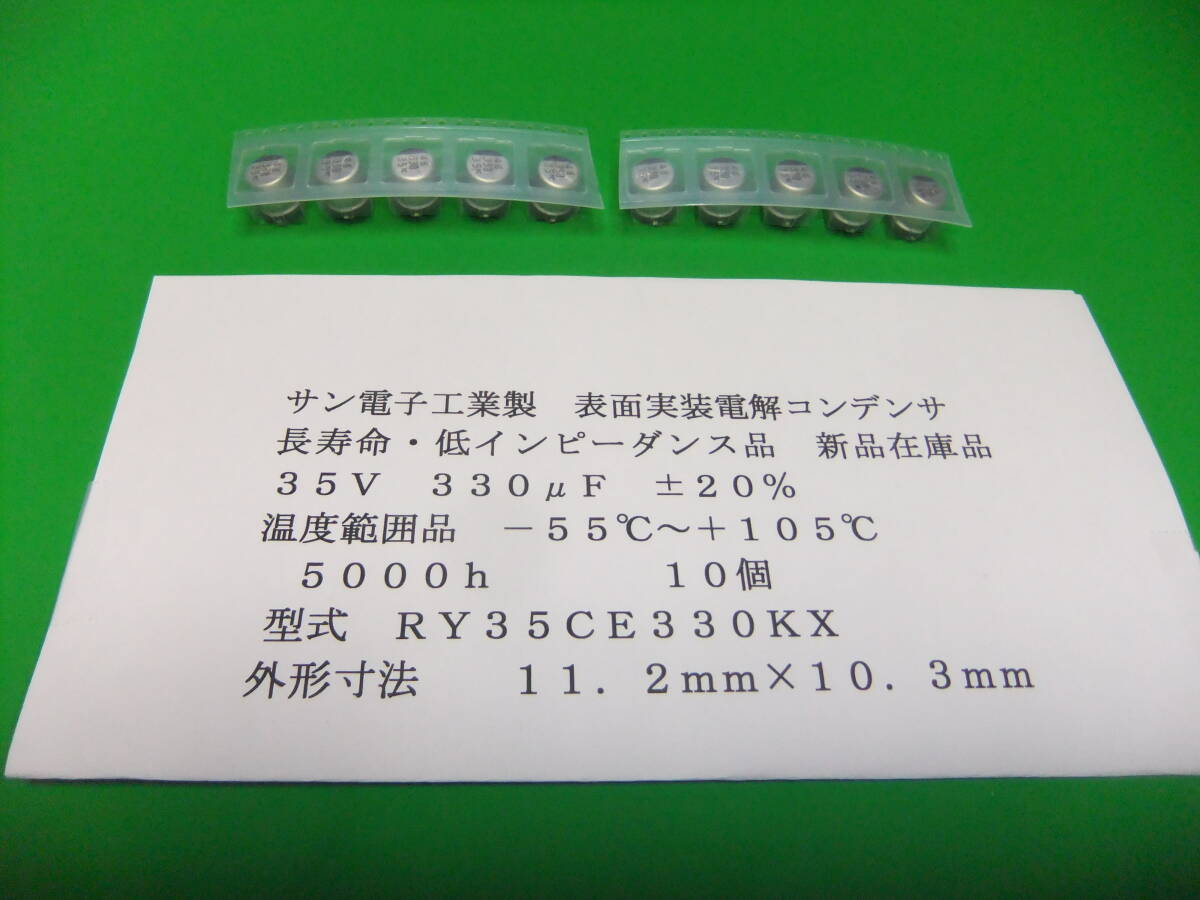 サン電子工業製　表面実装電解コンデンサ
長寿命・低インピーダンス品　新品在庫品
３５Ｖ　３３０μＦ　±２０％
温度範囲品　－５５℃～＋１０５℃
５０００ｈ　　　　１０個
型式　ＲＹ３５ＣＥ３３０ＫＸ
外形寸法　　１１．２ｍｍ×１０．３ｍｍ